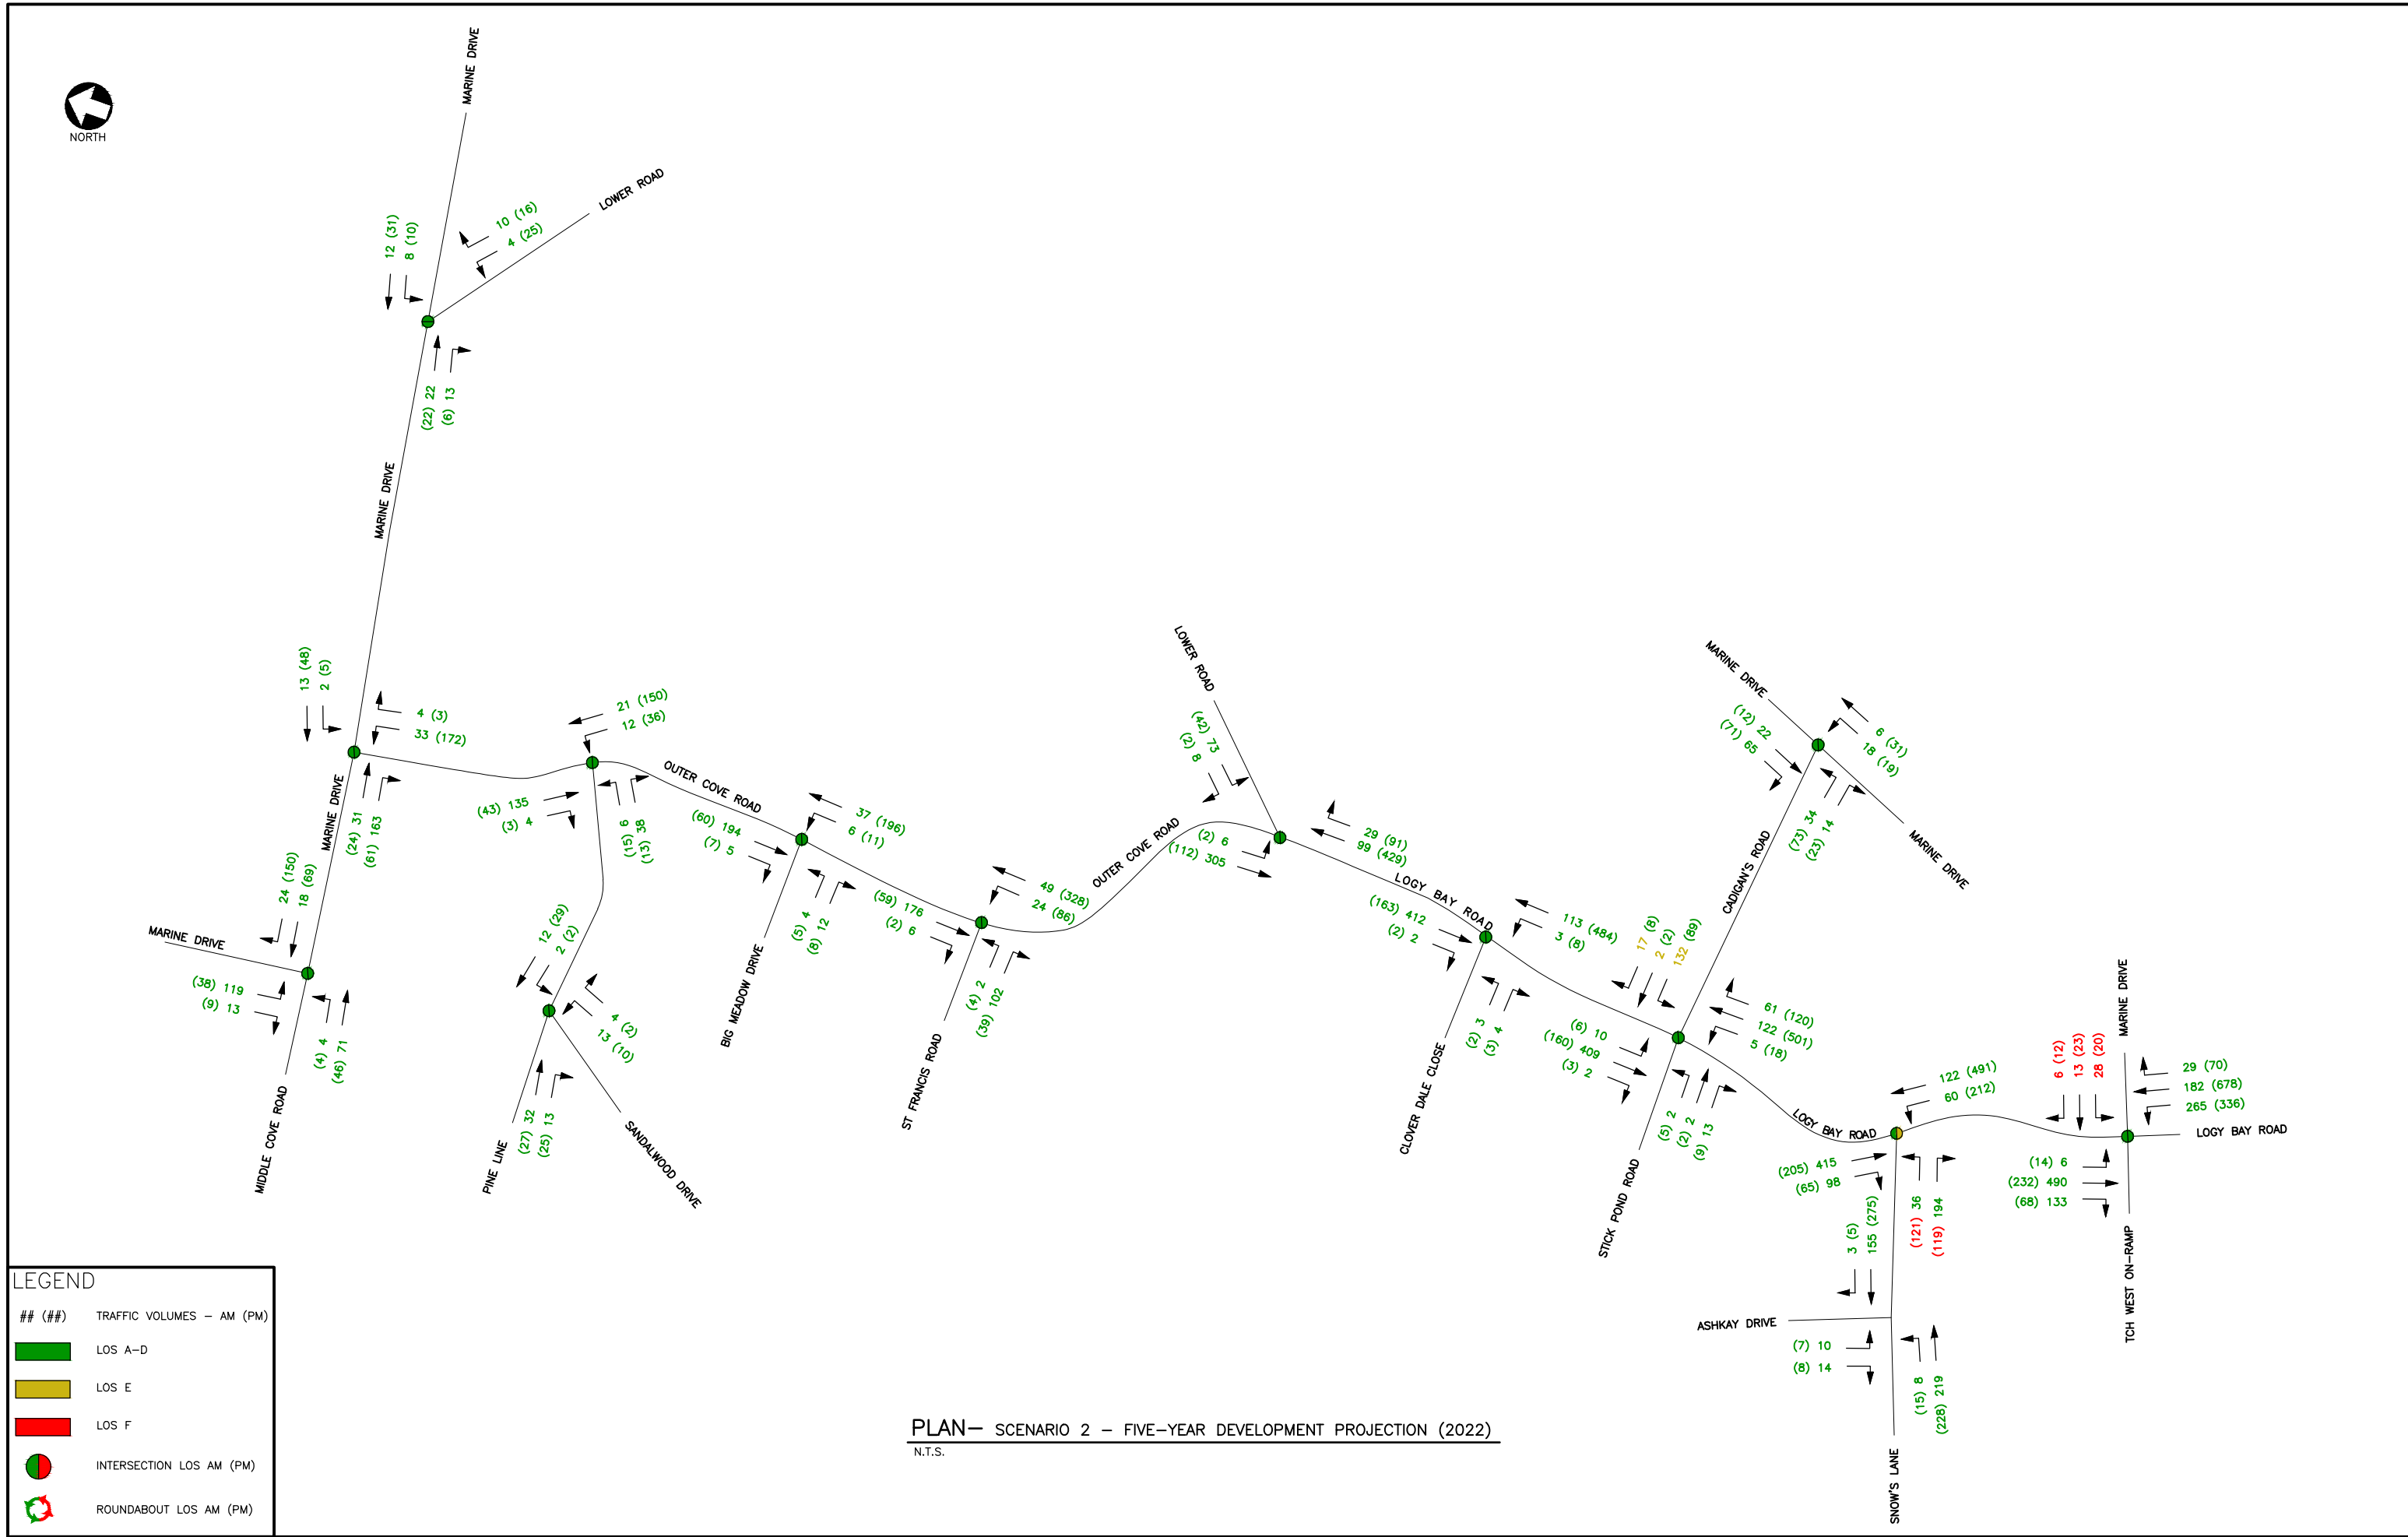 MARINE DRIVE
NORTH
LOWER ROAD
10 (16)
4 (25)
12 (31)
8 (10)
(22) 22
(6) 13
MARINE DRIVE
13 (48)
2 (5)
4 (3)
33 (172)
MARINE DRIVE
(24) 31
(61) 163
24 (150)
18 (69)
MARINE DRIVE
(38) 119
(9) 13
(4) 4
(46) 71
MIDDLE COVE ROAD
21 (150)
12 (36)
(43) 135
(3) 4
(15) 6
(13) 38
OUTER COVE ROAD
12 (29)
2 (2)
4 (2)
13 (10)
(27) 32
(25) 13
PINE LINE
SANDALWOOD DRIVE
37 (196)
6 (11)
(60) 194
(7) 5
(5) 4
(8) 12
BIG MEADOW DRIVE
49 (328)
24 (86)
(59) 176
(2) 6
(4) 2
(39) 102
ST FRANCIS ROAD
OUTER COVE ROAD
LOWER ROAD
(42) 73
(2) 8
(2) 6
(112) 305
29 (91)
99 (429)
LOGY BAY ROAD
(163) 412
(2) 2
113 (484)
3 (8)
(2) 3
(3) 4
CLOVER DALE CLOSE
MARINE DRIVE
(12) 22
(71) 65
6 (31)
18 (19)
(73) 34
(23) 14
MARINE DRIVE
CADIGAN'S ROAD
17 (8)
2 (2)
132 (89)
61 (120)
122 (501)
5 (18)
(6) 10
(160) 409
(3) 2
(5) 2
(2) 2
(9) 13
STICK POND ROAD
LOGY BAY ROAD
122 (491)
60 (212)
(205) 415
(65) 98
(121) 36
(119) 194
3 (5)
155 (275)
ASHKAY DRIVE
(7) 10
(8) 14
(15) 8
(228) 219
SNOW'S LANE
MARINE DRIVE
6 (12)
13 (23)
28 (20)
29 (70)
182 (678)
265 (336)
LOGY BAY ROAD
(14) 6
(232) 490
(68) 133
TCH WEST ON-RAMP
LEGEND
## (##) TRAFFIC VOLUMES - AM (PM)
LOS A-D
LOS E
LOS F
INTERSECTION LOS AM (PM)
ROUNDABOUT LOS AM (PM)
PLAN- SCENARIO 2 - FIVE-YEAR DEVELOPMENT PROJECTION (2022)
N.T.S.